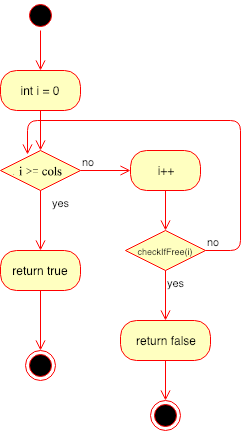 int i = 0
i >= cols
no
i++
yes
checkIfFree(i)
no
return true
yes
return false